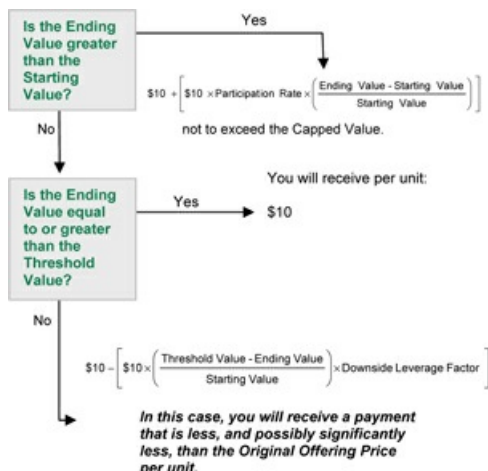 Is the Ending
Value greater
than the
Starting
Value?
Yes
$10 + [ $10 × Participation Rate × ( Ending Value - Starting Value / Starting Value ) ]
not to exceed the Capped Value.
No
You will receive per unit:
Is the Ending
Value equal
to or greater
than the
Threshold
Value?
Yes
$10
No
$10 – [ $10 × ( Threshold Value - Ending Value / Starting Value ) × Downside Leverage Factor ]
In this case, you will receive a payment
that is less, and possibly significantly
less, than the Original Offering Price
per unit.